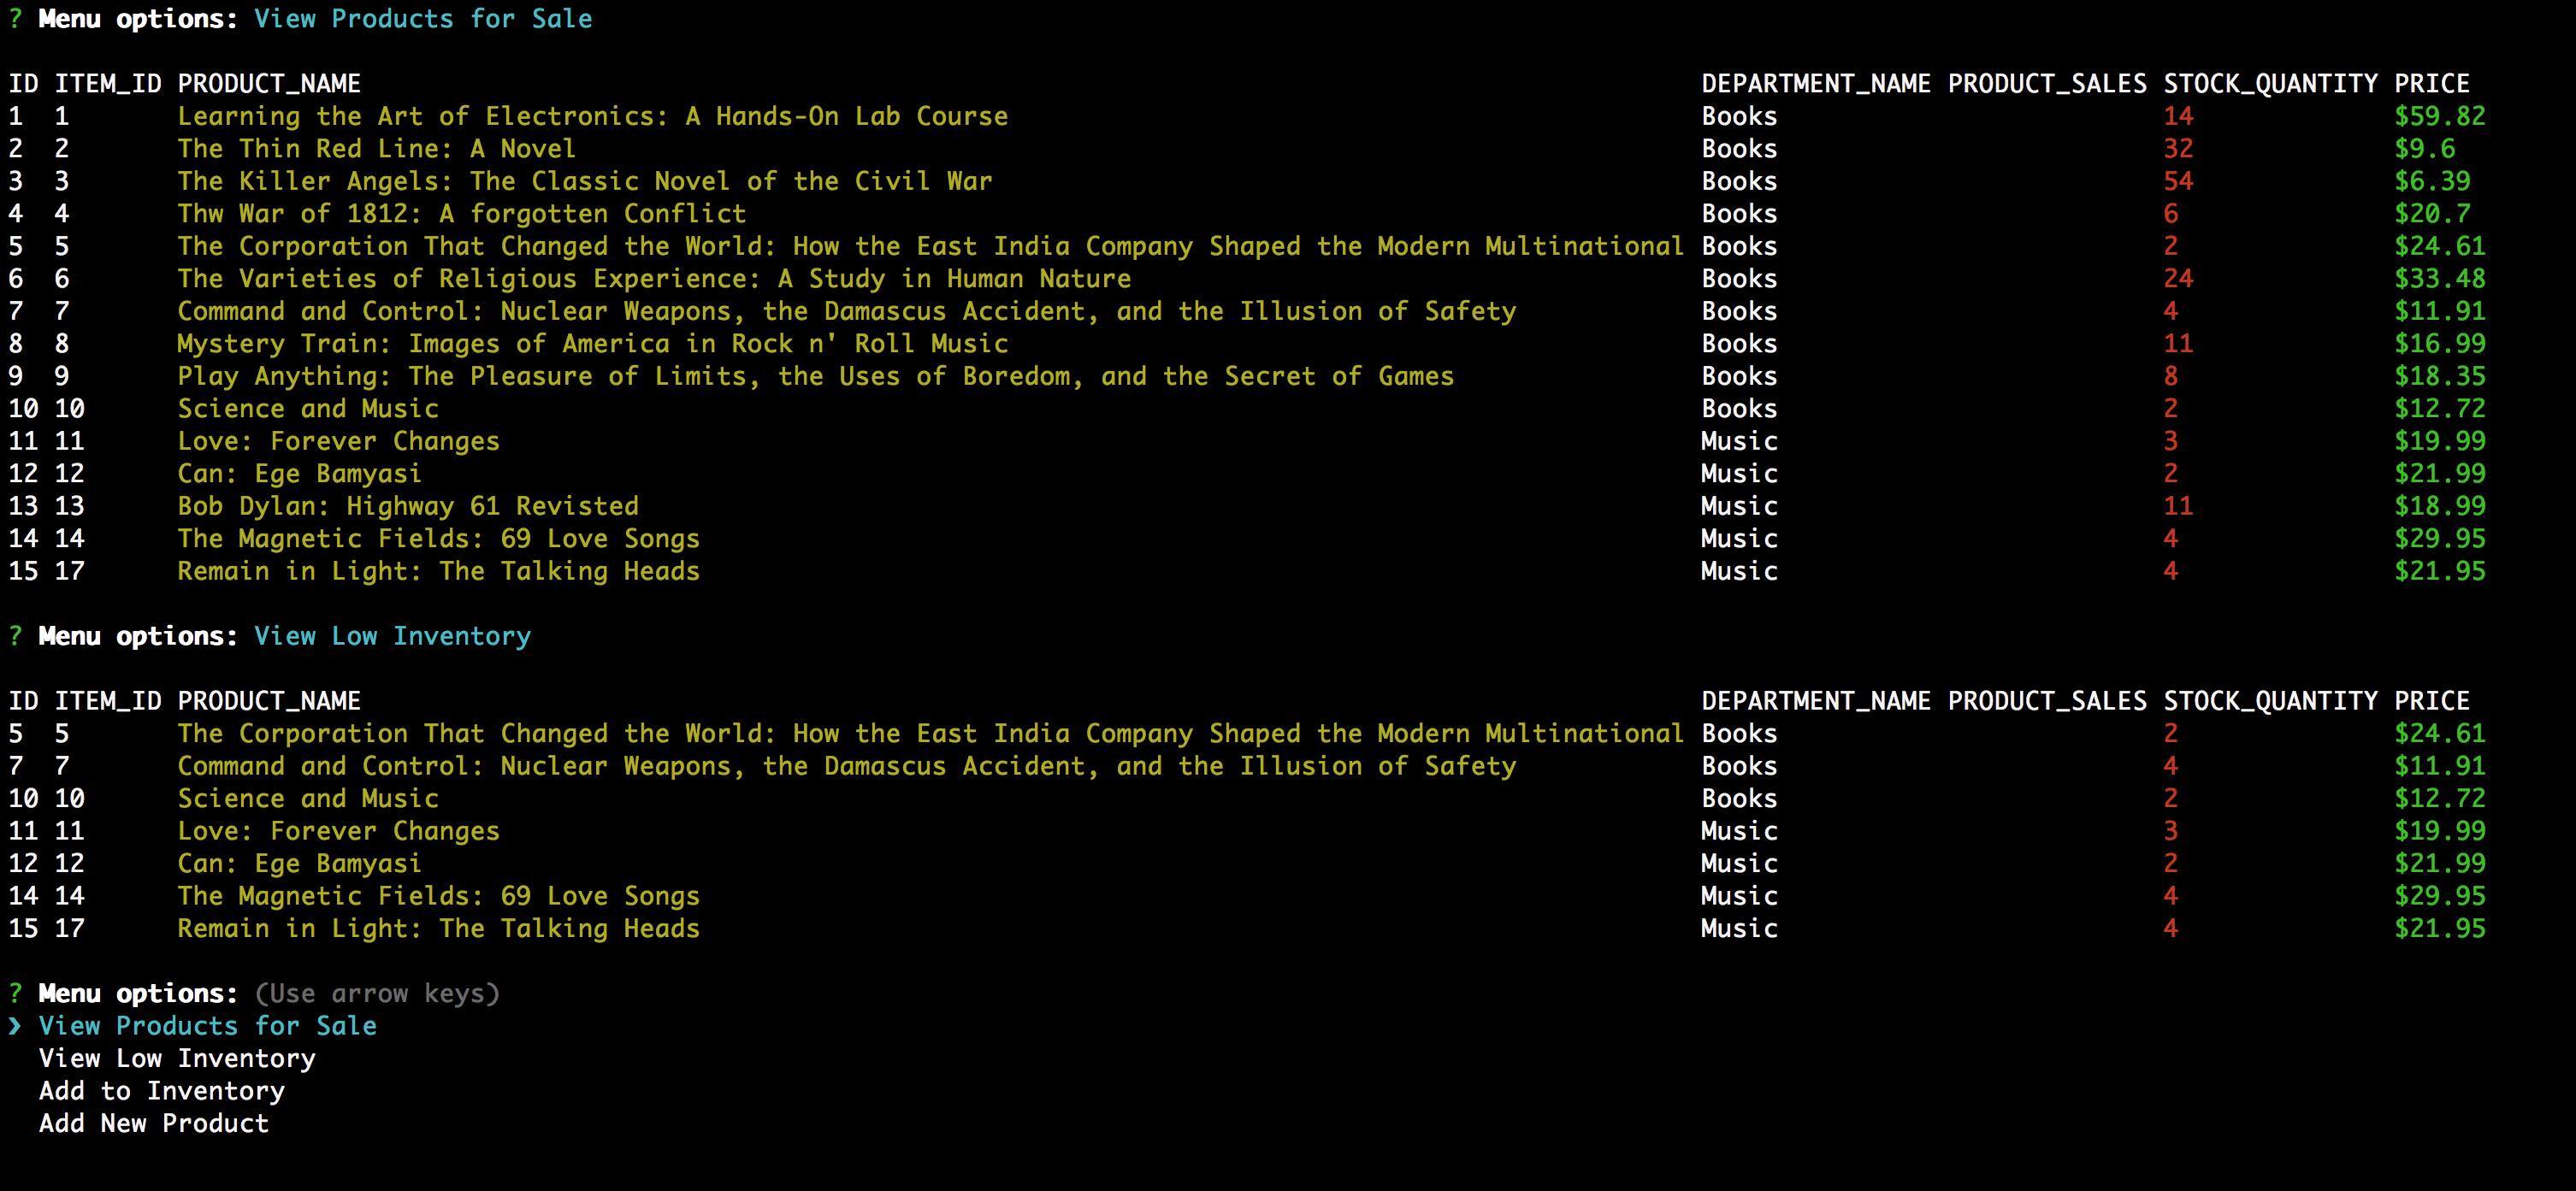 ? Menu options: View Products for Sale
ID ITEM_ID PRODUCT_NAME DEPARTMENT_NAME PRODUCT_SALES STOCK_QUANTITY PRICE
1 1 Learning the Art of Electronics: A Hands-On Lab Course Books 14 $59.82
2 2 The Thin Red Line: A Novel Books 32 $9.6
3 3 The Killer Angels: The Classic Novel of the Civil War Books 54 $6.39
4 4 Thw War of 1812: A forgotten Conflict Books 6 $20.7
5 5 The Corporation That Changed the World: How the East India Company Shaped the Modern Multinational Books 2 $24.61
6 6 The Varieties of Religious Experience: A Study in Human Nature Books 24 $33.48
7 7 Command and Control: Nuclear Weapons, the Damascus Accident, and the Illusion of Safety Books 4 $11.91
8 8 Mystery Train: Images of America in Rock n' Roll Music Books 11 $16.99
9 9 Play Anything: The Pleasure of Limits, the Uses of Boredom, and the Secret of Games Books 8 $18.35
10 10 Science and Music Books 2 $12.72
11 11 Love: Forever Changes Music 3 $19.99
12 12 Can: Ege Bamyasi Music 2 $21.99
13 13 Bob Dylan: Highway 61 Revisted Music 11 $18.99
14 14 The Magnetic Fields: 69 Love Songs Music 4 $29.95
15 17 Remain in Light: The Talking Heads Music 4 $21.95
? Menu options: View Low Inventory
ID ITEM_ID PRODUCT_NAME DEPARTMENT_NAME PRODUCT_SALES STOCK_QUANTITY PRICE
5 5 The Corporation That Changed the World: How the East India Company Shaped the Modern Multinational Books 2 $24.61
7 7 Command and Control: Nuclear Weapons, the Damascus Accident, and the Illusion of Safety Books 4 $11.91
10 10 Science and Music Books 2 $12.72
11 11 Love: Forever Changes Music 3 $19.99
12 12 Can: Ege Bamyasi Music 2 $21.99
14 14 The Magnetic Fields: 69 Love Songs Music 4 $29.95
15 17 Remain in Light: The Talking Heads Music 4 $21.95
? Menu options: (Use arrow keys)
❯ View Products for Sale
View Low Inventory
Add to Inventory
Add New Product